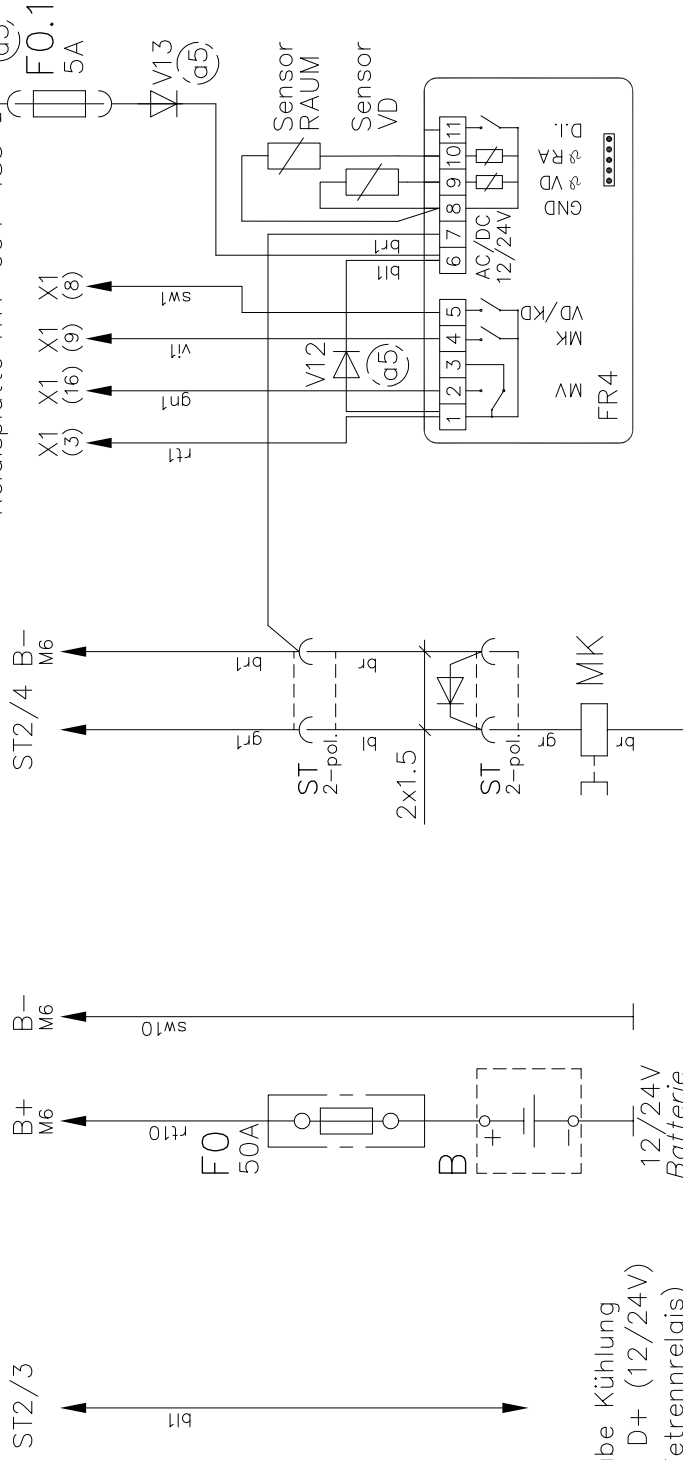 (a5)
F0.1
5A
V13
(a5)
Sensor
RAUM
Sensor
VD
X1
(3)
X1
(16)
X1
(9)
X1
(8)
rt1
gn1
vi1
sw1
bl1
br1
V12
(a5)
1
2
3
4
5
6
7
8
9
10
11
AC/DC
12/24V
MV
MK
VD/KD
GND
ϑ VD
ϑ RA
D.I.
FR4
ST2/4
B-
M6
gr1
br1
ST
2-pol.
bl
br
2x1.5
ST
2-pol.
gr
MK
br
B+
M6
B-
M6
rt10
sw10
F0
50A
B
+
-
12/24V
Batterie
ST2/3
bl1
Kühlung
D+ (12/24V)